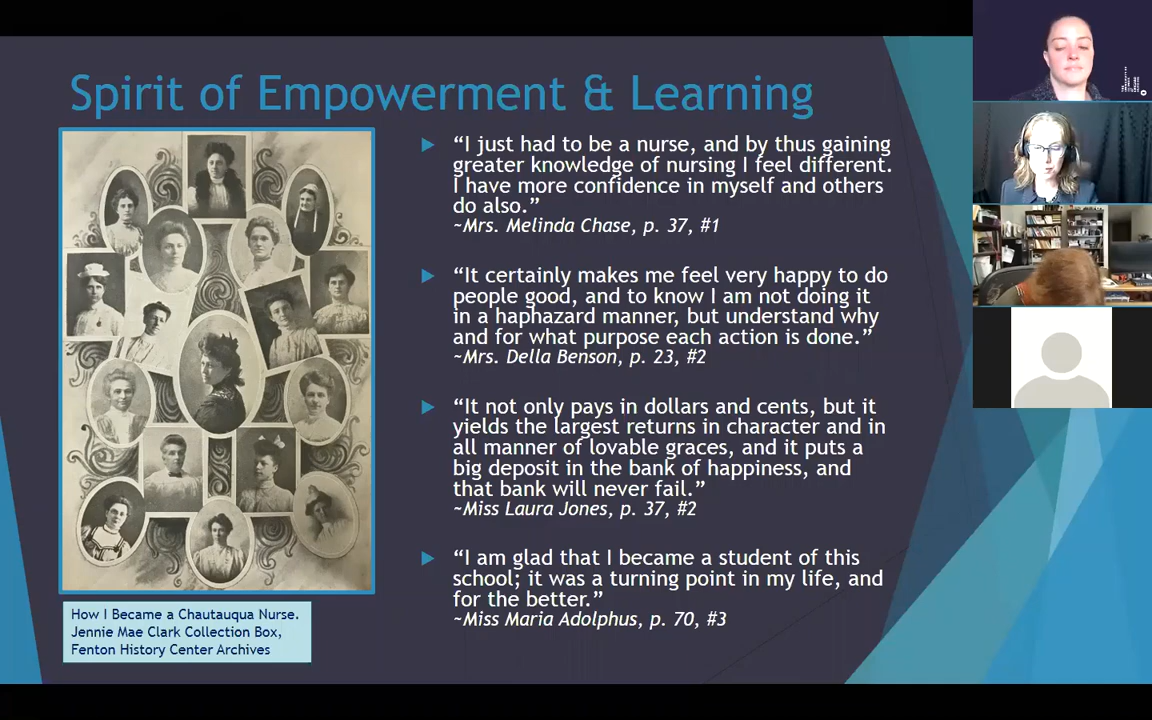 Spirit of Empowerment & Learning
“I just had to be a nurse, and by thus gaining
greater knowledge of nursing I feel different.
I have more confidence in myself and others
do also.”
~Mrs. Melinda Chase, p. 37, #1
“It certainly makes me feel very happy to do
people good, and to know I am not doing it
in a haphazard manner, but understand why
and for what purpose each action is done.”
~Mrs. Della Benson, p. 23, #2
“It not only pays in dollars and cents, but it
yields the largest returns in character and in
all manner of lovable graces, and it puts a
big deposit in the bank of happiness, and
that bank will never fail.”
~Miss Laura Jones, p. 37, #2
“I am glad that I became a student of this
school; it was a turning point in my life, and
for the better.”
~Miss Maria Adolphus, p. 70, #3
How I Became a Chautauqua Nurse.
Jennie Mae Clark Collection Box,
Fenton History Center Archives